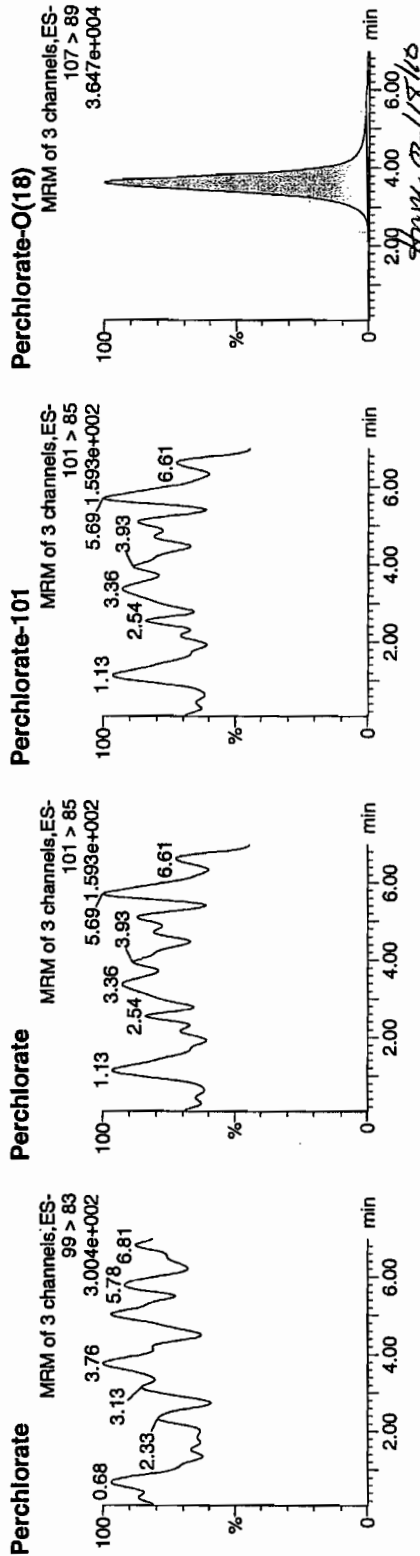 Perchlorate
MRM of 3 channels,ES-
99 > 83
3.004e+002
100
%
0
0.68
2.33
3.13
3.76
5.78
6.81
2.00
4.00
6.00
min
Perchlorate
MRM of 3 channels,ES-
101 > 85
5.69 1.593e+002
100
%
0
1.13
2.54
3.36
3.93
6.61
2.00
4.00
6.00
min
Perchlorate-101
MRM of 3 channels,ES-
101 > 85
5.69 1.593e+002
100
%
0
1.13
2.54
3.36
3.93
6.61
2.00
4.00
6.00
min
Perchlorate-O(18)
MRM of 3 channels,ES-
107 > 89
3.647e+004
100
%
0
2.00
4.00
6.00
min